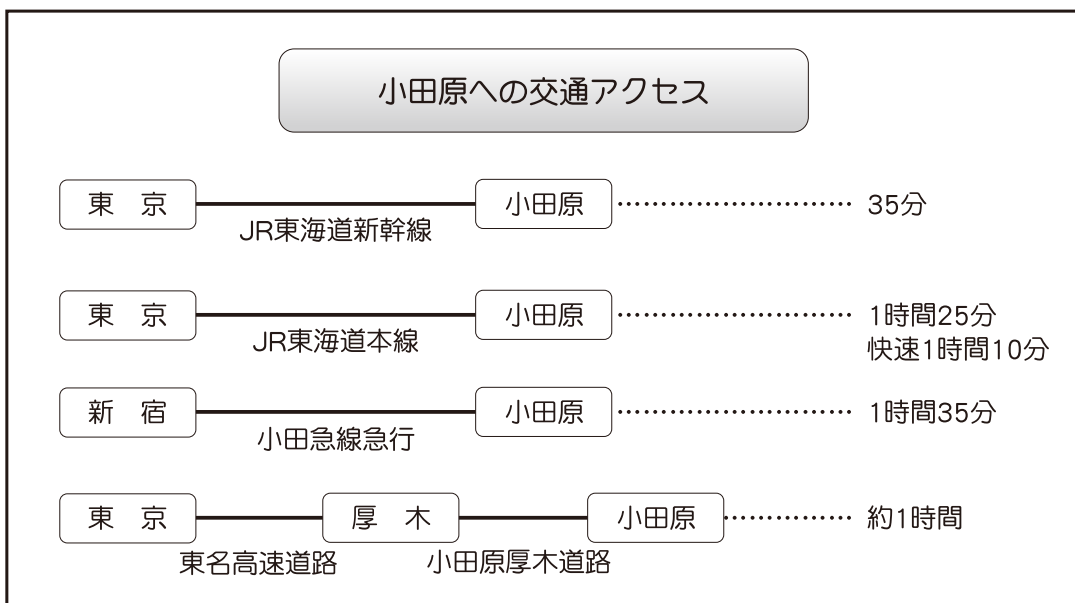 小田原への交通アクセス
東 京 小田原 ………………………… 35分
JR東海道新幹線
東 京 小田原 ………………………… 1時間25分
JR東海道本線 快速1時間10分
新 宿 小田原 ………………………… 1時間35分
小田急線急行
東 京 厚 木 小田原 …………… 約1時間
東名高速道路 小田原厚木道路